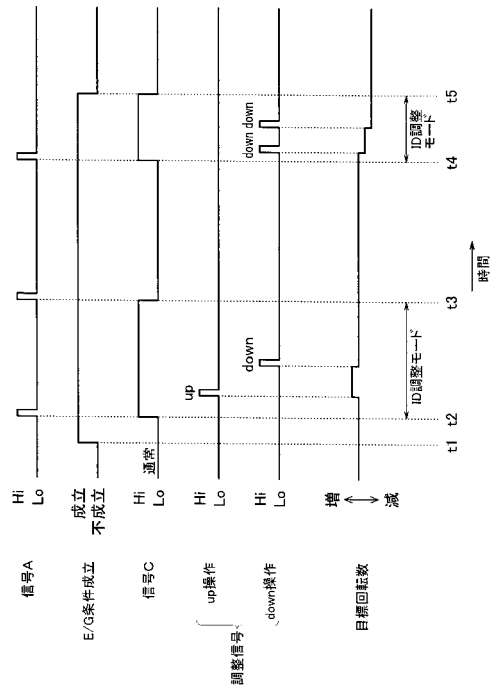 信号A
Hi
Lo
E/G条件成立
成立
不成立
信号C
Hi
Lo
通常
調整信号
up操作
Hi
Lo
up
down操作
Hi
Lo
down
down down
目標回転数
増
減
t1
t2
t3
t4
t5
ID調整モード
ID調整
モード
時間